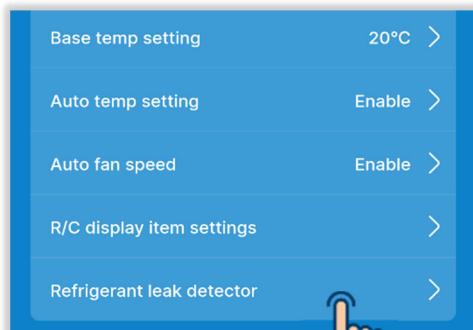 Base temp setting 20°C
Auto temp setting Enable
Auto fan speed Enable
R/C display item settings
Refrigerant leak detector